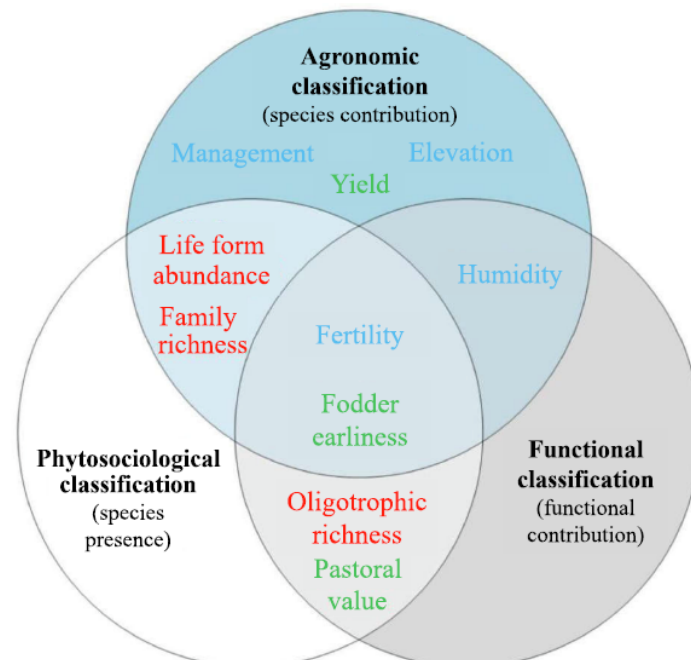 Agronomic
classification
(species contribution)
Management
Elevation
Yield
Life form
abundance
Family
richness
Humidity
Fertility
Fodder
earliness
Phytosociological
classification
(species
presence)
Functional
classification
(functional
contribution)
Oligotrophic
richness
Pastoral
value